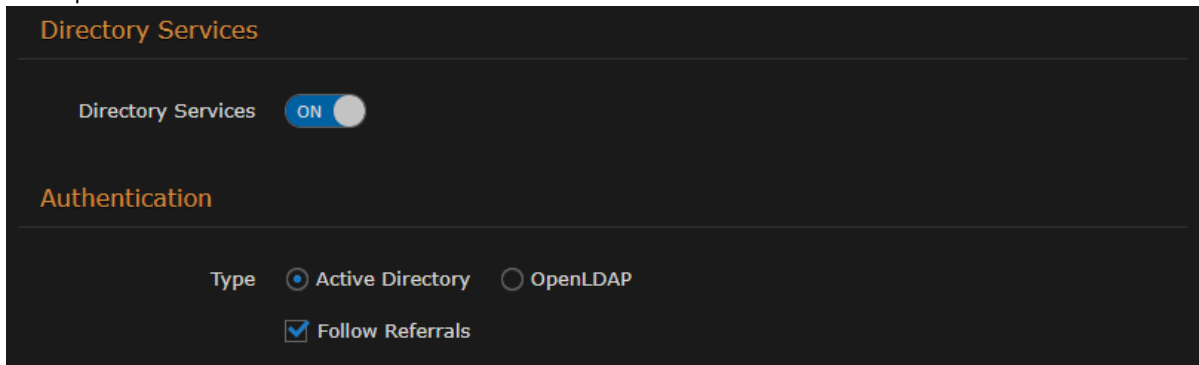 Directory Services
Directory Services ON
Authentication
Type Active Directory OpenLDAP
Follow Referrals